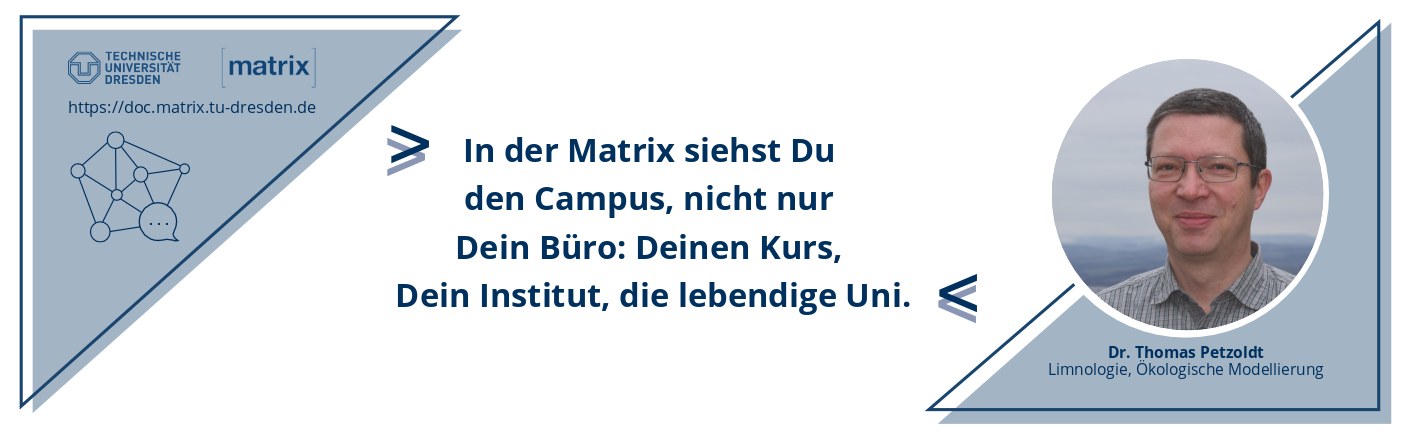 TECHNISCHE
UNIVERSITÄT
DRESDEN
[matrix]
https://doc.matrix.tu-dresden.de
In der Matrix siehst Du
den Campus, nicht nur
Dein Büro: Deinen Kurs,
Dein Institut, die lebendige Uni.
Dr. Thomas Petzoldt
Limnologie, Ökologische Modellierung